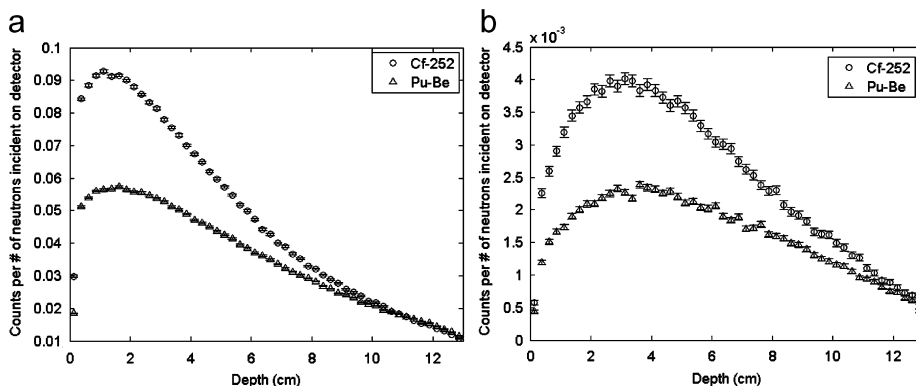 a
Counts per # of neutrons incident on detector
0.1
0.09
0.08
0.07
0.06
0.05
0.04
0.03
0.02
0.01
0 2 4 6 8 10 12
Depth (cm)
Cf-252
Pu-Be
b
Counts per # of neutrons incident on detector
x 10⁻³
4.5
4
3.5
3
2.5
2
1.5
1
0.5
0
0 2 4 6 8 10 12
Depth (cm)
Cf-252
Pu-Be